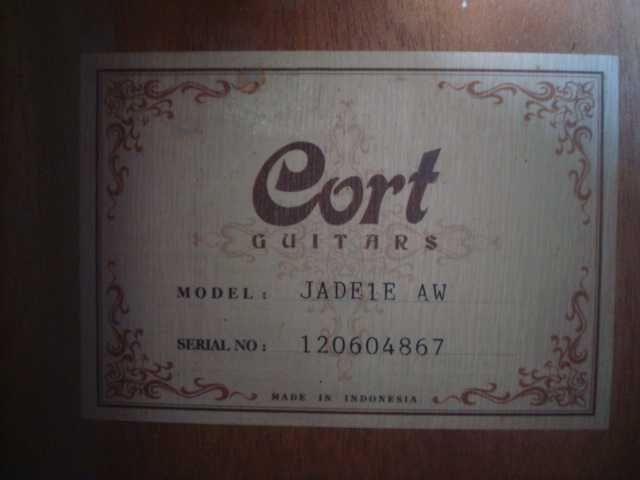 Cort
GUITARS
MODEL: JADE1E AW
SERIAL NO: 120604867
MADE IN INDONESIA